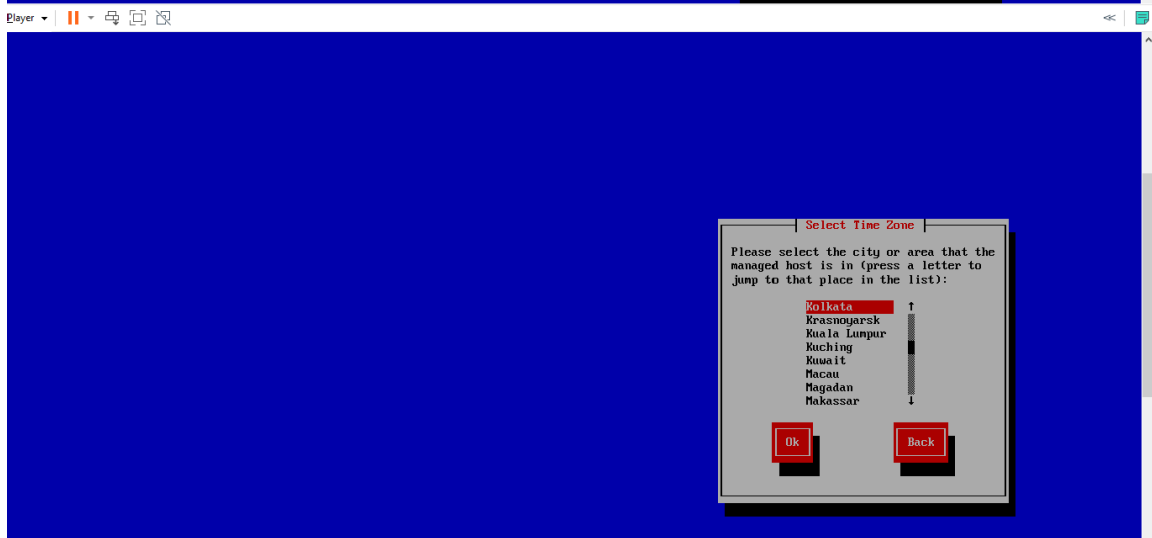 Player
Select Time Zone
Please select the city or area that the
managed host is in (press a letter to
jump to that place in the list):
Kolkata
Krasnoyarsk
Kuala Lumpur
Kuching
Kuwait
Macau
Magadan
Makassar
Ok Back